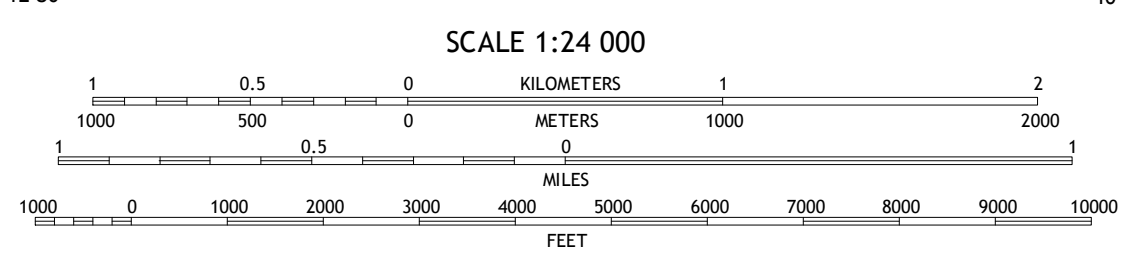 SCALE 1:24 000
1 0.5 0 KILOMETERS 1 2
1000 500 0 METERS 1000 2000
1 0.5 0 1
MILES
1000 0 1000 2000 3000 4000 5000 6000 7000 8000 9000 10000
FEET